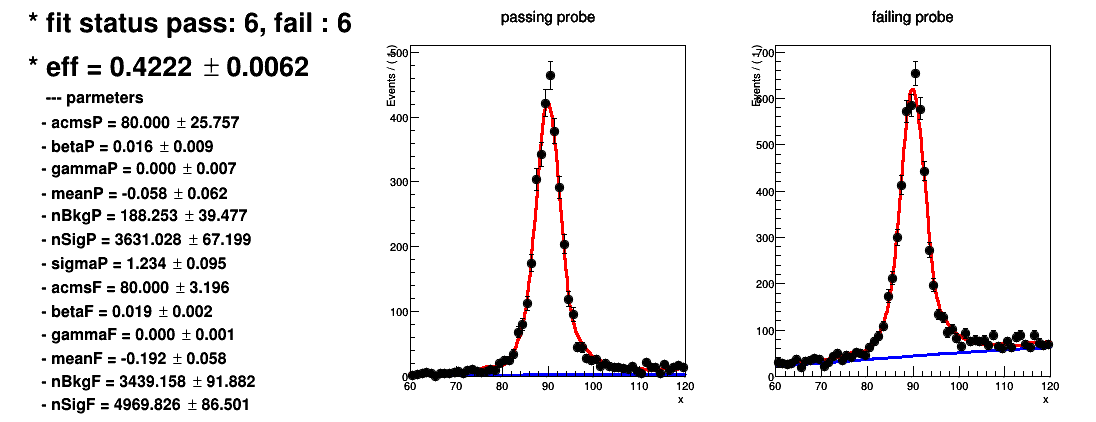 * fit status pass: 6, fail : 6
* eff = 0.4222 ± 0.0062
--- parmeters
- acmsP = 80.000 ± 25.757
- betaP = 0.016 ± 0.009
- gammaP = 0.000 ± 0.007
- meanP = -0.058 ± 0.062
- nBkgP = 188.253 ± 39.477
- nSigP = 3631.028 ± 67.199
- sigmaP = 1.234 ± 0.095
- acmsF = 80.000 ± 3.196
- betaF = 0.019 ± 0.002
- gammaF = 0.000 ± 0.001
- meanF = -0.192 ± 0.058
- nBkgF = 3439.158 ± 91.882
- nSigF = 4969.826 ± 86.501
passing probe
Events / ( 1 )
500
400
300
200
100
0
60 70 80 90 100 110 120
x
failing probe
Events / ( 1 )
700
600
500
400
300
200
100
0
60 70 80 90 100 110 120
x